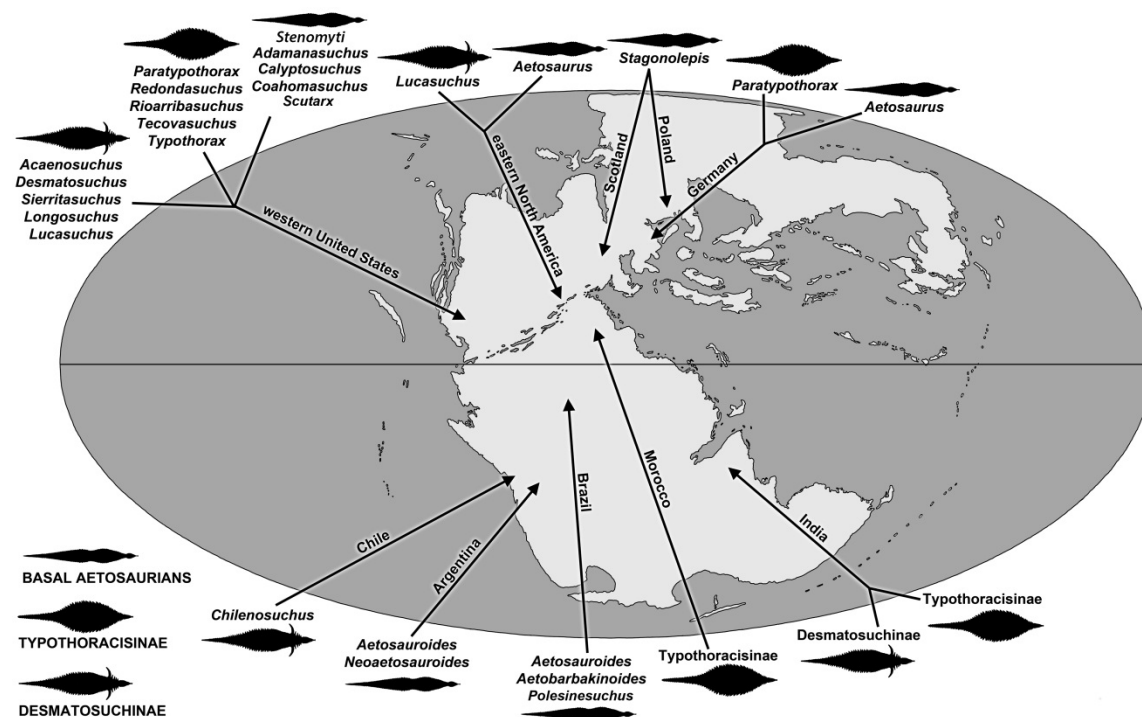 Stenomyti
Adamanasuchus
Calyptosuchus
Coahomasuchus
Scutarx
Paratypothorax
Redondasuchus
Rioarribasuchus
Tecovasuchus
Typothorax
Acaenosuchus
Desmatosuchus
Sierritasuchus
Longosuchus
Lucasuchus
western United States
Lucasuchus
Aetosaurus
eastern North America
Stagonolepis
Scotland
Poland
Paratypothorax
Aetosaurus
Germany
Chile
Chilenosuchus
Argentina
Aetosauroides
Neoaetosauroides
Brazil
Aetosauroides
Aetobarbakinoides
Polesinesuchus
Morocco
Typothoracisinae
India
Typothoracisinae
Desmatosuchinae
BASAL AETOSAURIANS
TYPOTHORACISINAE
DESMATOSUCHINAE